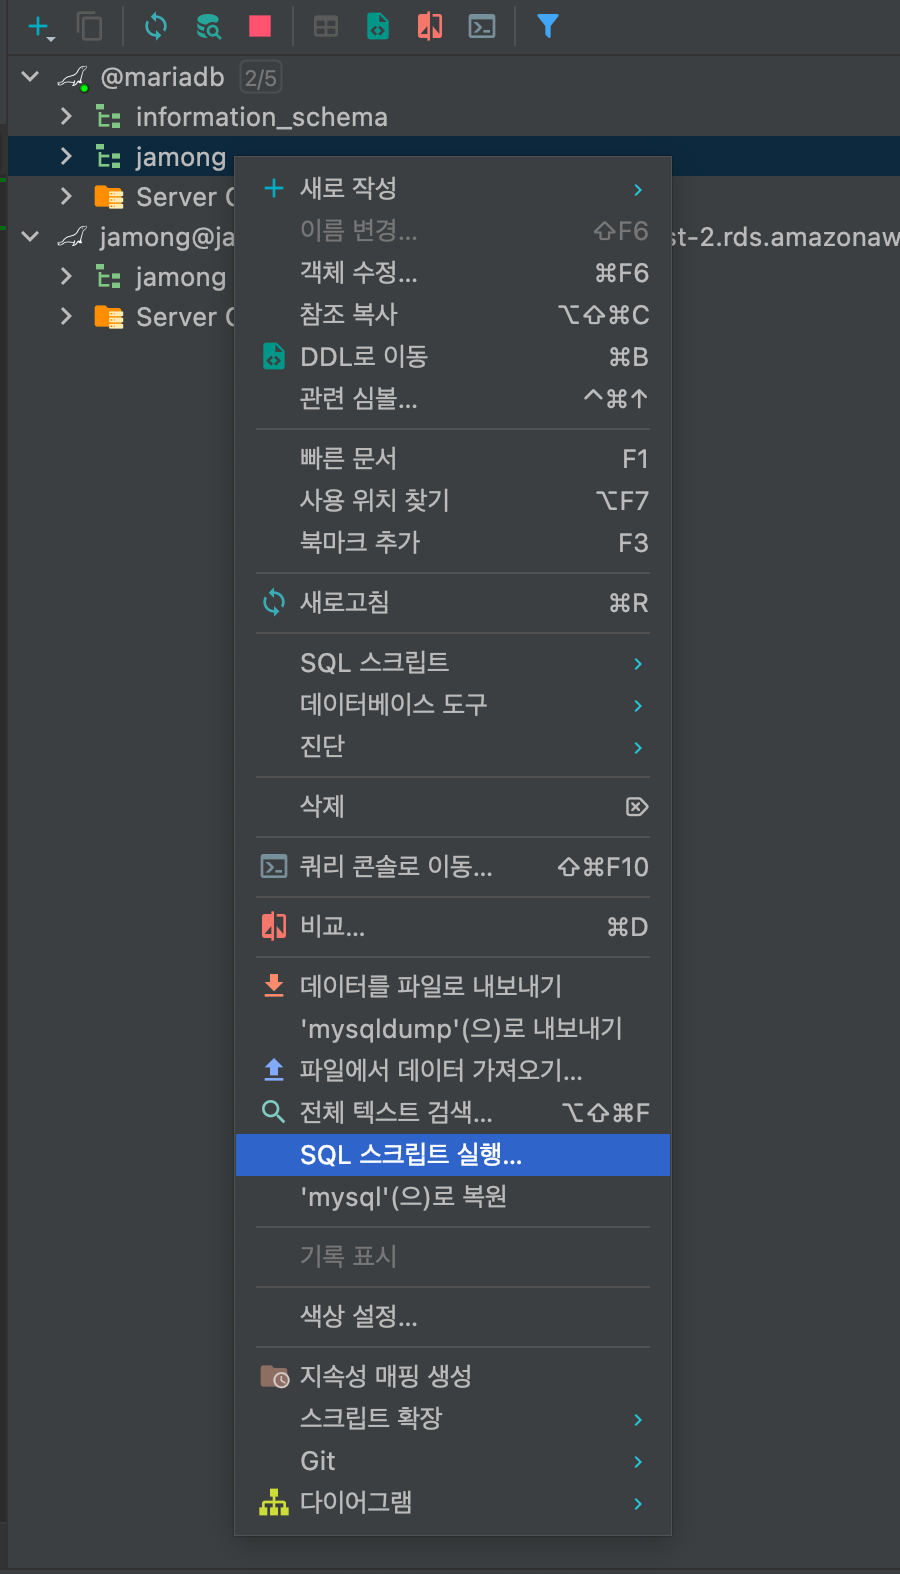 @mariadb 2/5
information_schema
jamong
Server
jamong@ja st-2.rds.amazonaw
jamong
Server
새로 작성
이름 변경... ⇧F6
객체 수정... ⌘F6
참조 복사 ⌥⇧⌘C
DDL로 이동 ⌘B
관련 심볼... ^⌘↑
빠른 문서 F1
사용 위치 찾기 ⌥F7
북마크 추가 F3
새로고침 ⌘R
SQL 스크립트
데이터베이스 도구
진단
삭제 ⌦
쿼리 콘솔로 이동... ⇧⌘F10
비교... ⌘D
데이터를 파일로 내보내기
'mysqldump'(으)로 내보내기
파일에서 데이터 가져오기...
전체 텍스트 검색... ⌥⇧⌘F
SQL 스크립트 실행...
'mysql'(으)로 복원
기록 표시
색상 설정...
지속성 매핑 생성
스크립트 확장
Git
다이어그램